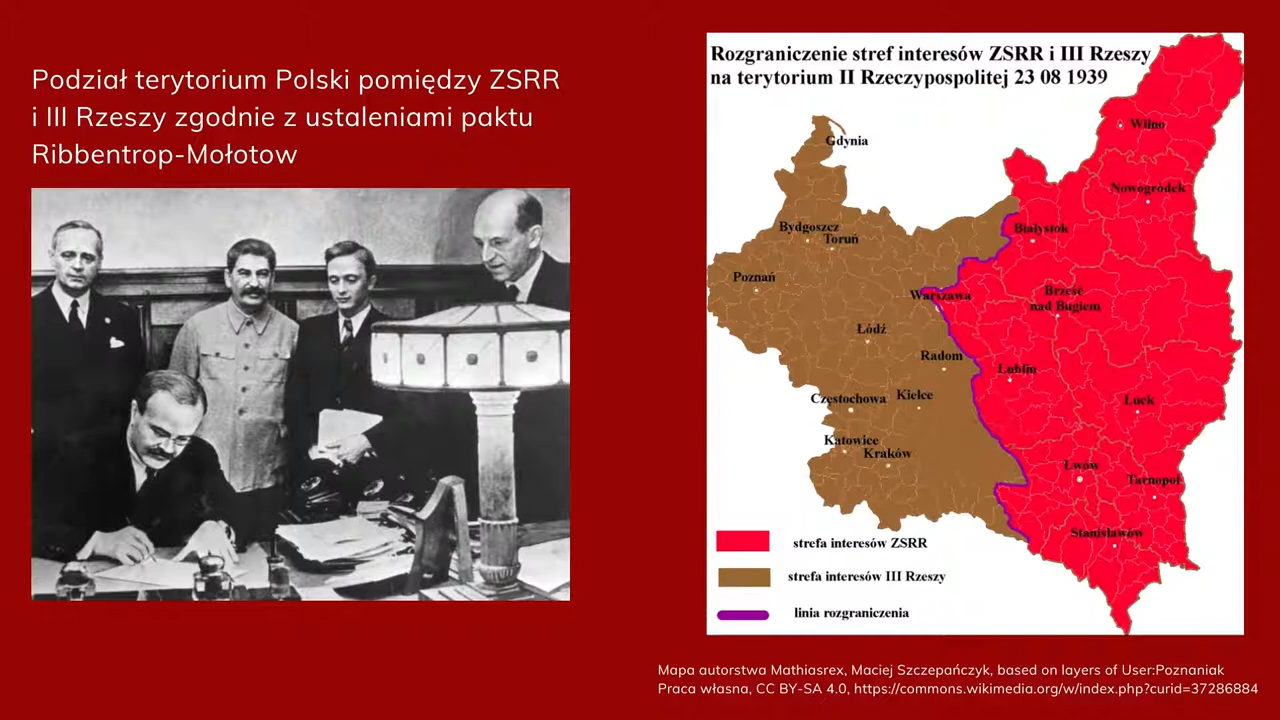 Podział terytorium Polski pomiędzy ZSRR
i III Rzeszy zgodnie z ustaleniami paktu
Ribbentrop-Mołotow
Rozgraniczenie stref interesów ZSRR i III Rzeszy
na terytorium II Rzeczypospolitej 23 08 1939
Wilno
Gdynia
Nowogródek
Bydgoszcz
Toruń
Białystok
Poznań
Warszawa
Brześć
nad Bugiem
Łódź
Radom
Lublin
Częstochowa
Kielce
Łuck
Katowice
Kraków
Lwów
Tarnopol
Stanisławów
strefa interesów ZSRR
strefa interesów III Rzeszy
linia rozgraniczenia
Mapa autorstwa Mathiasrex, Maciej Szczepańczyk, based on layers of User:Poznaniak
Praca własna, CC BY-SA 4.0, https://commons.wikimedia.org/w/index.php?curid=37286884